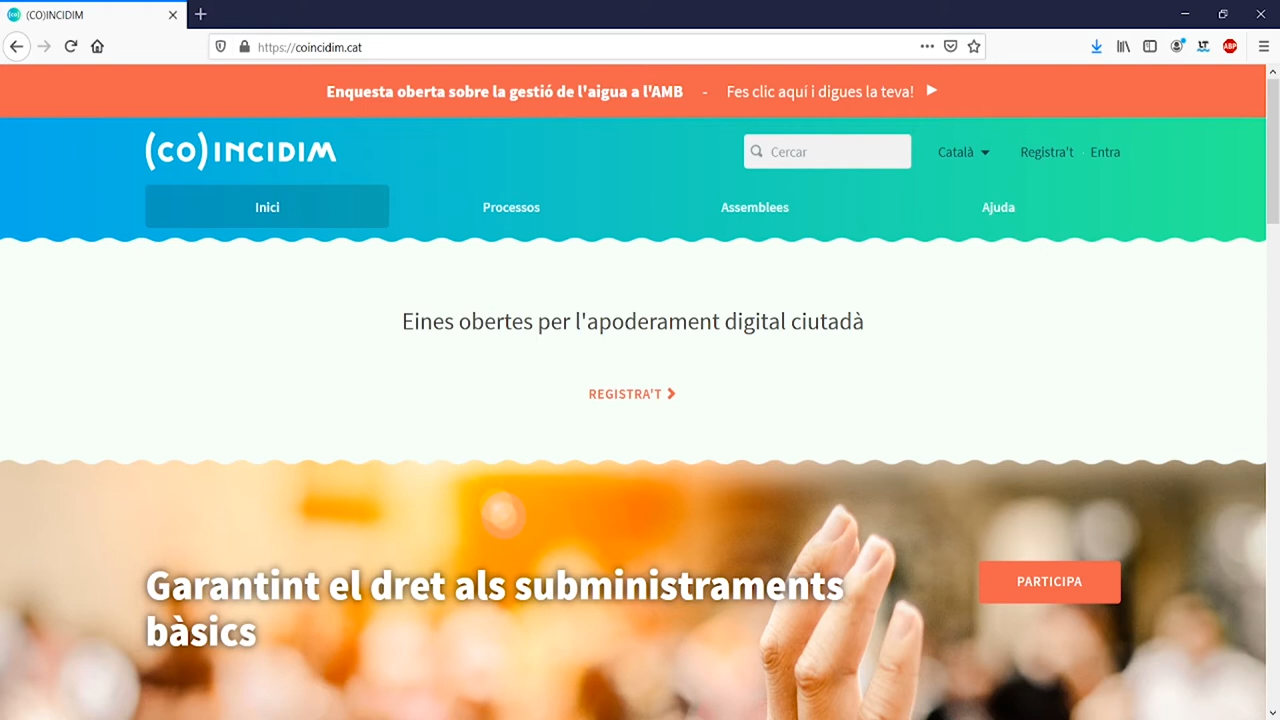 (CO)INCIDIM
https://coincidim.cat
Enquesta oberta sobre la gestió de l'aigua a l'AMB - Fes clic aquí i digues la teva!
(CO)INCIDIM
Cercar
Català
Registra't · Entra
Inici
Processos
Assemblees
Ajuda
Eines obertes per l'apoderament digital ciutadà
REGISTRA'T
Garantint el dret als subministraments
bàsics
PARTICIPA
LT
ABP